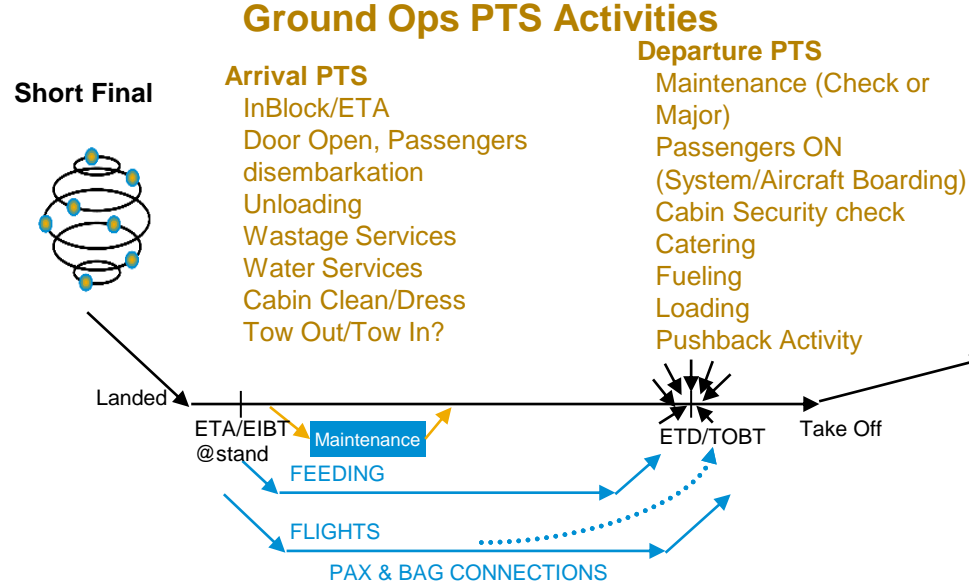 Ground Ops PTS Activities
Short Final
Arrival PTS
InBlock/ETA
Door Open, Passengers
disembarkation
Unloading
Wastage Services
Water Services
Cabin Clean/Dress
Tow Out/Tow In?
Departure PTS
Maintenance (Check or
Major)
Passengers ON
(System/Aircraft Boarding)
Cabin Security check
Catering
Fueling
Loading
Pushback Activity
Landed
ETA/EIBT
@stand
Maintenance
ETD/TOBT
Take Off
FEEDING
FLIGHTS
PAX & BAG CONNECTIONS